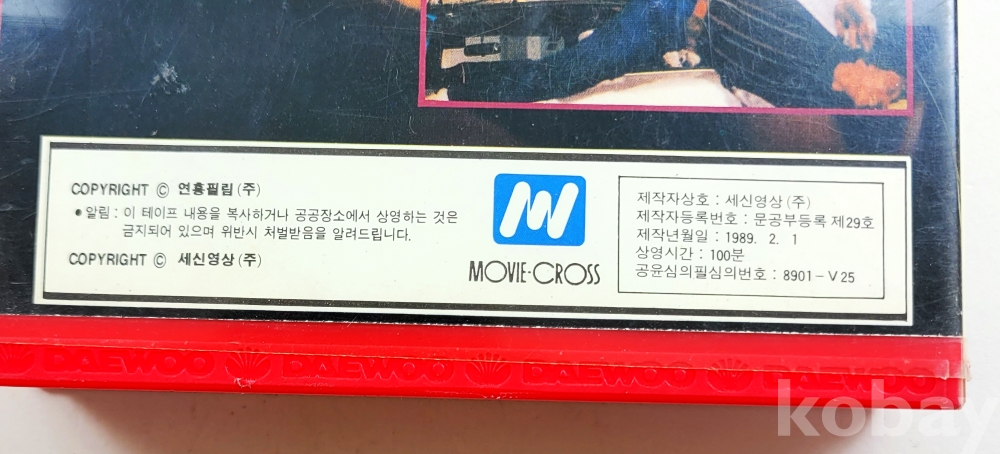 COPYRIGHT © 연흥필림 (주)
• 알림 : 이 테이프 내용을 복사하거나 공공장소에서 상영하는 것은
금지되어 있으며 위반시 처벌받음을 알려드립니다.
COPYRIGHT © 세신영상 (주)
MOVIE-CROSS
제작자상호 : 세신영상 (주)
제작자등록번호 : 문공부등록 제29호
제작년월일 : 1989. 2. 1
상영시간 : 100분
공윤심의필심의번호 : 8901-V25
DAEWOO DAEWOO DAEWOO DAEWOO
kobay